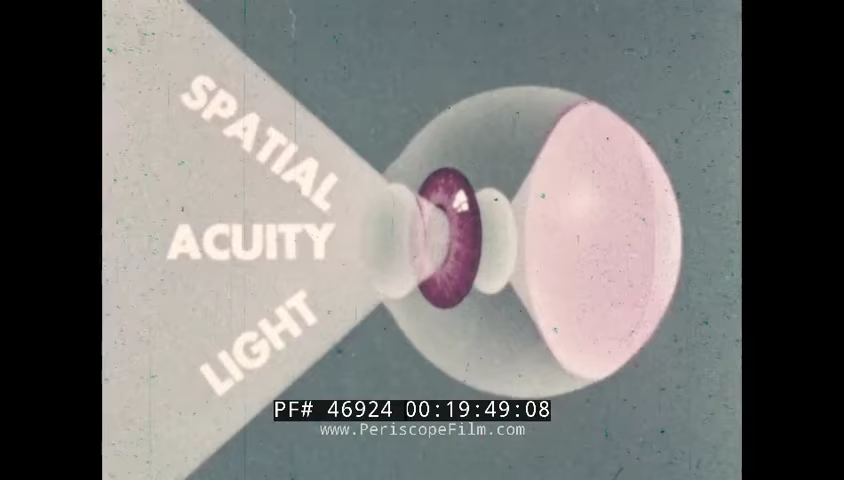 SPATIAL
ACUITY
LIGHT
PF# 46924 00:19:49:08
www.PeriscopeFilm.com